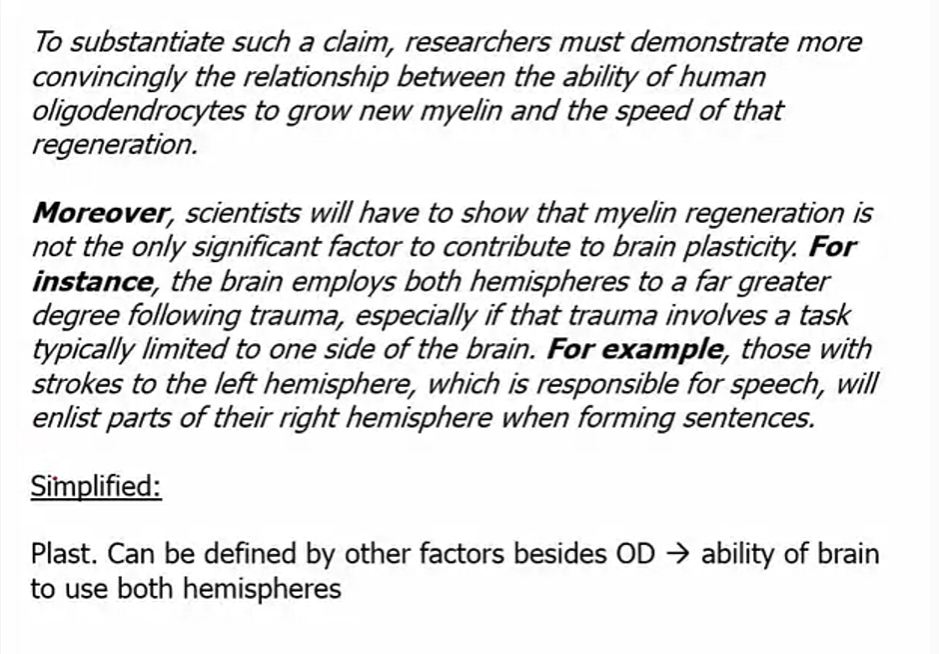 To substantiate such a claim, researchers must demonstrate more
convincingly the relationship between the ability of human
oligodendrocytes to grow new myelin and the speed of that
regeneration.
Moreover, scientists will have to show that myelin regeneration is
not the only significant factor to contribute to brain plasticity. For
instance, the brain employs both hemispheres to a far greater
degree following trauma, especially if that trauma involves a task
typically limited to one side of the brain. For example, those with
strokes to the left hemisphere, which is responsible for speech, will
enlist parts of their right hemisphere when forming sentences.
Simplified:
Plast. Can be defined by other factors besides OD → ability of brain
to use both hemispheres